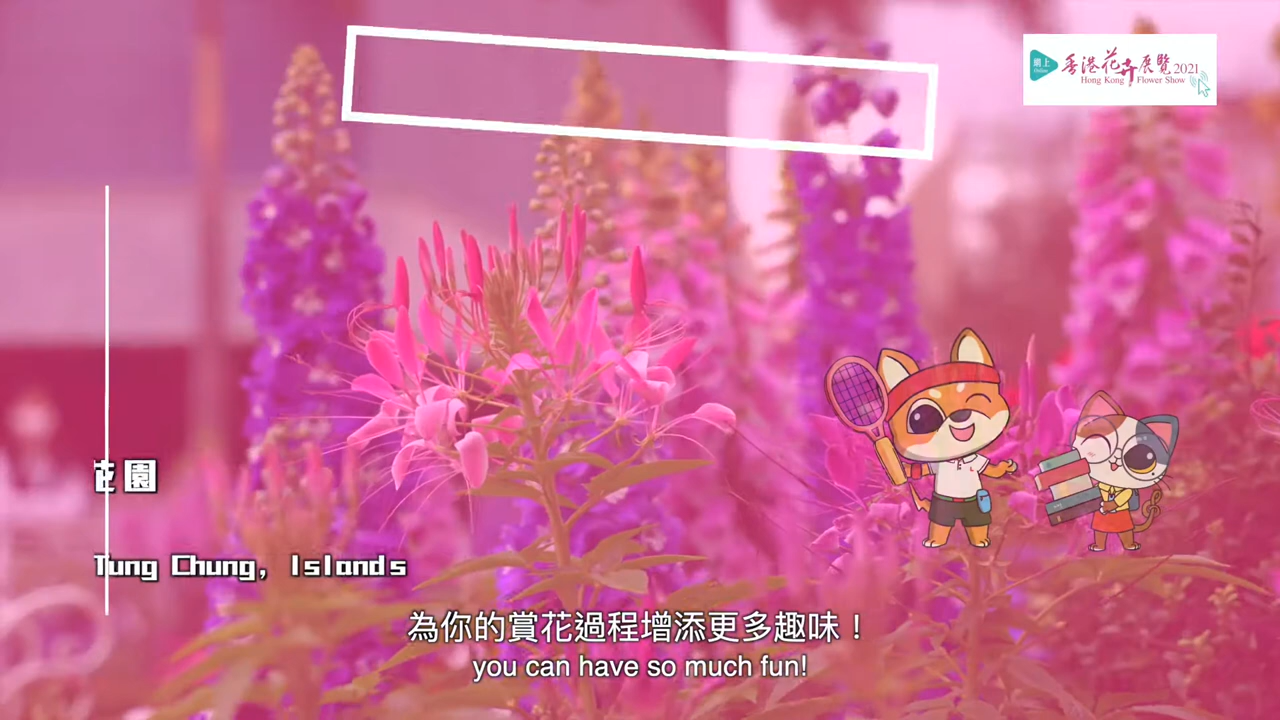 網上
Online
香港花卉展覽2021
Hong Kong Flower Show
園
Tung Chung, Islands
為你的賞花過程增添更多趣味！
you can have so much fun!